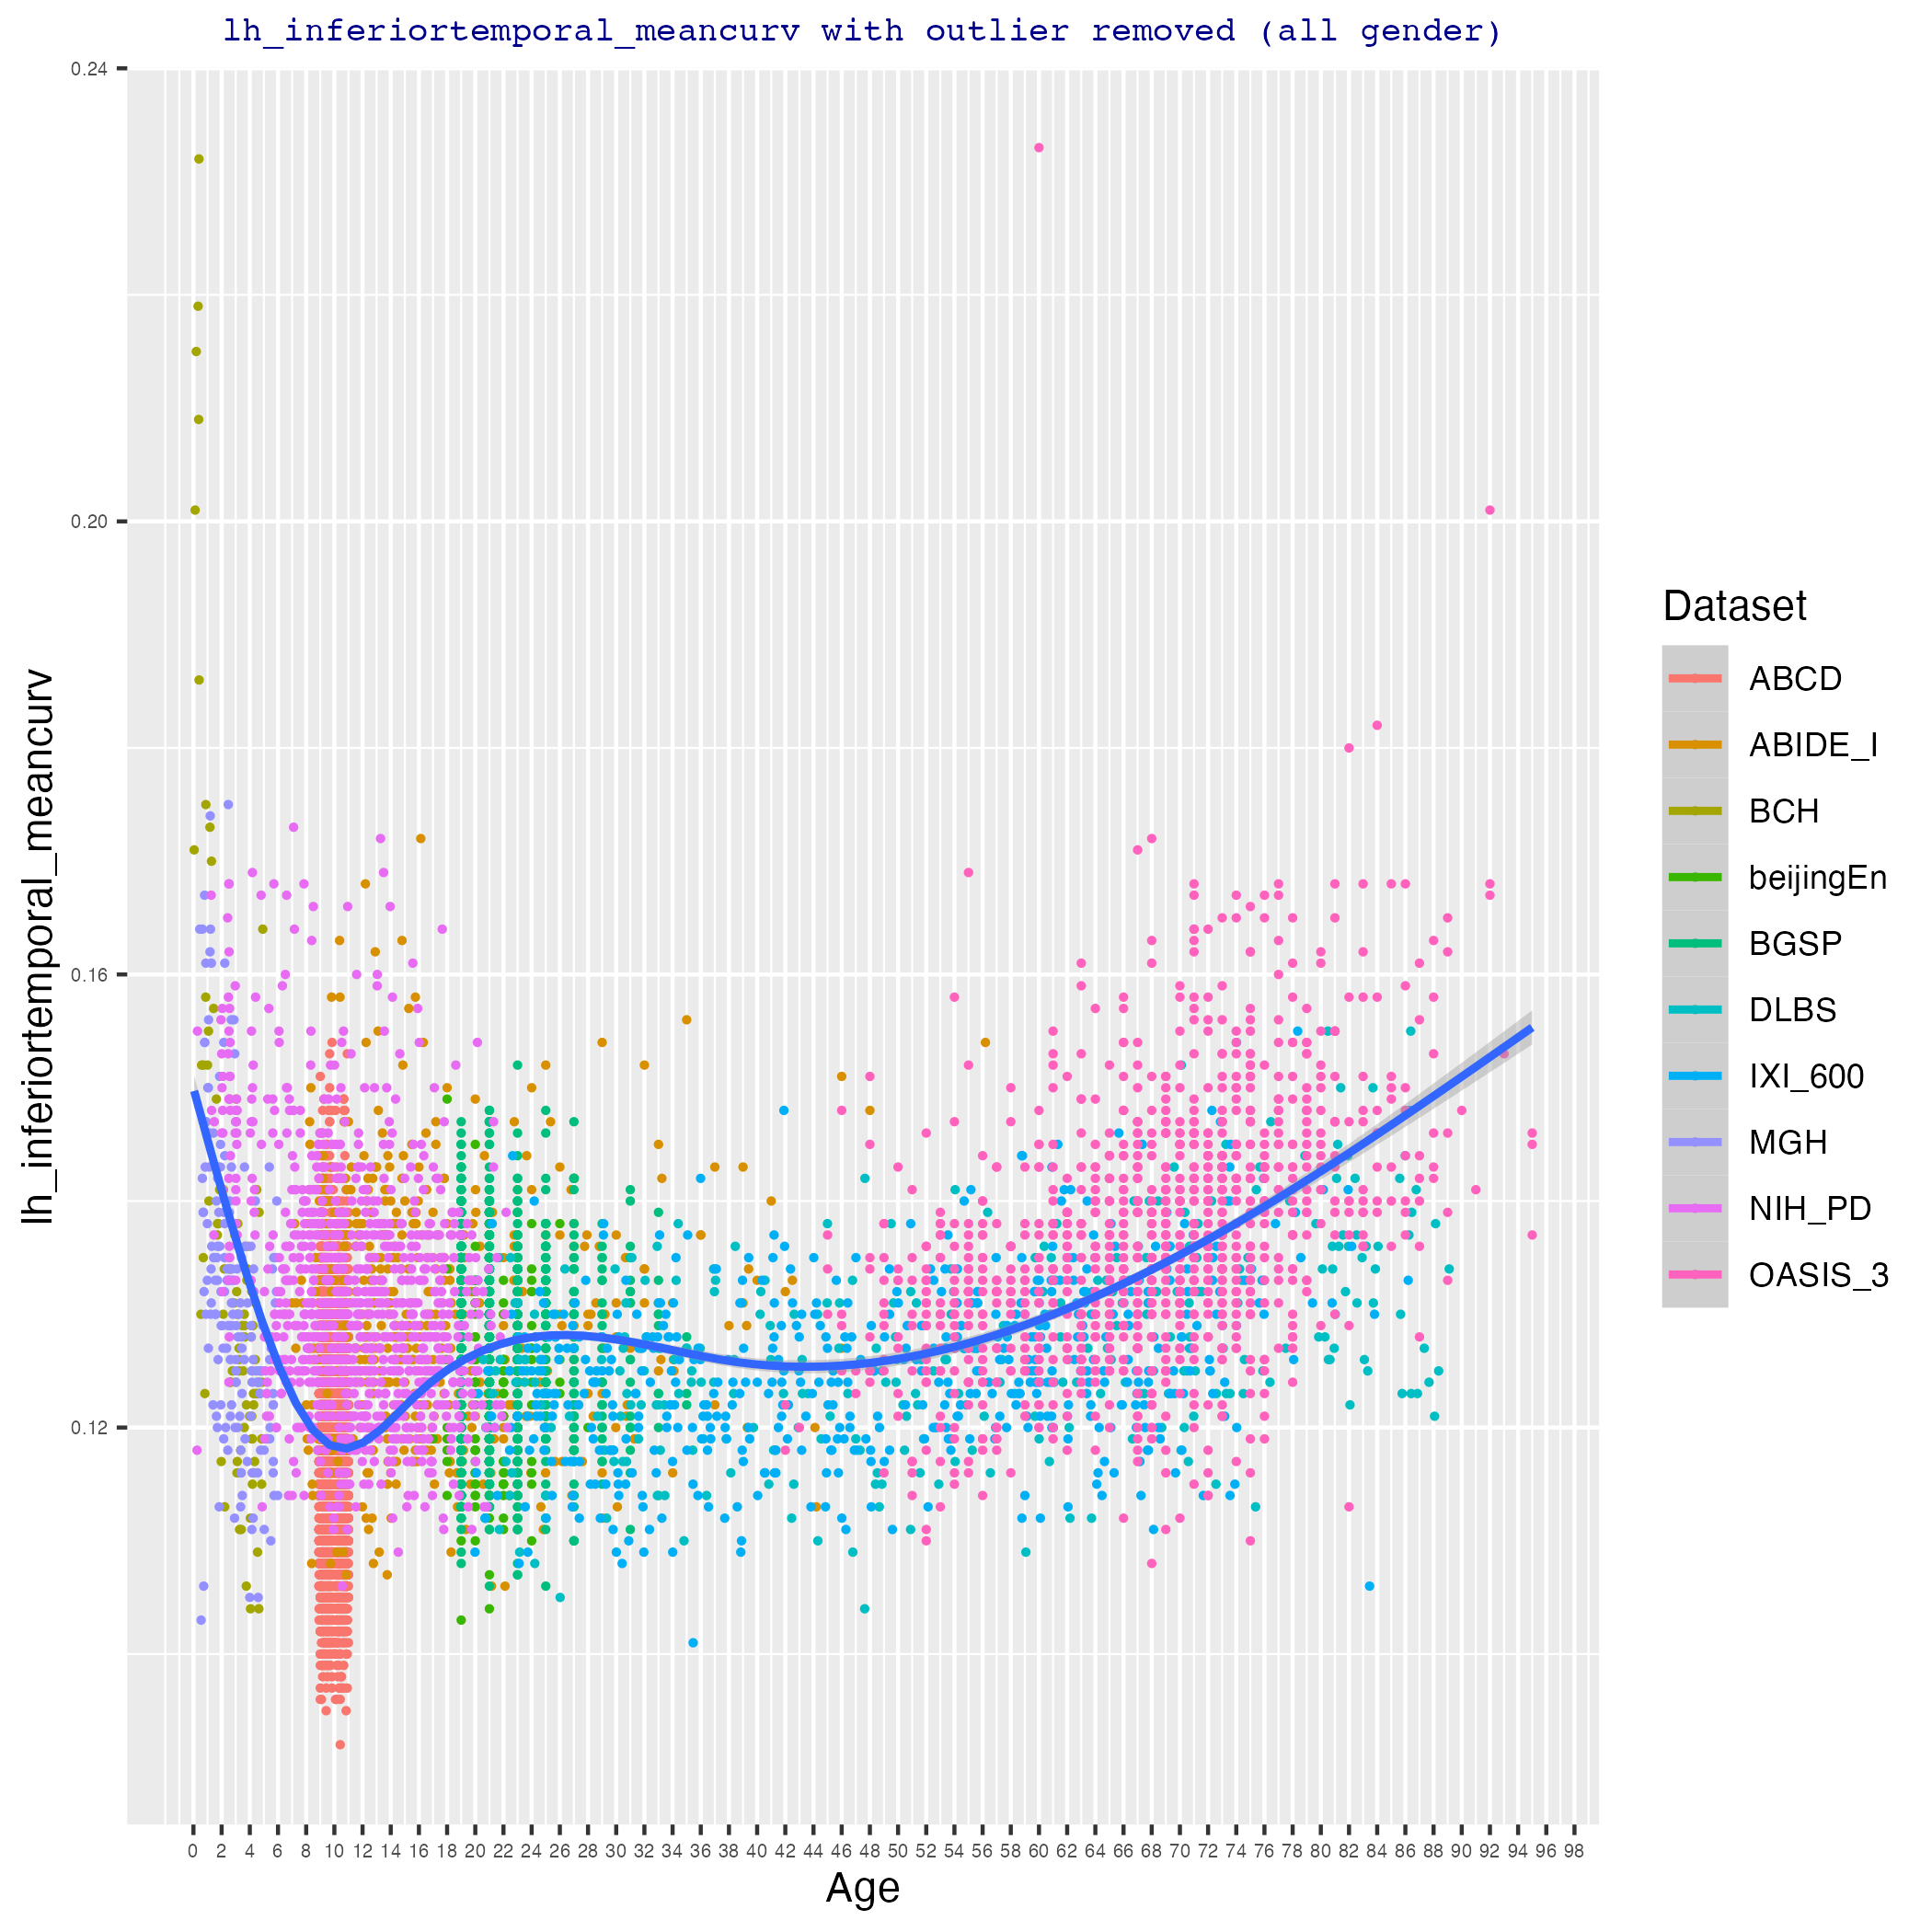 lh_inferiortemporal_meancurv with outlier removed (all gender)
0.24
0.20
0.16
0.12
lh_inferiortemporal_meancurv
0 2 4 6 8 10 12 14 16 18 20 22 24 26 28 30 32 34 36 38 40 42 44 46 48 50 52 54 56 58 60 62 64 66 68 70 72 74 76 78 80 82 84 86 88 90 92 94 96 98
Age
Dataset
ABCD
ABIDE_I
BCH
beijingEn
BGSP
DLBS
IXI_600
MGH
NIH_PD
OASIS_3